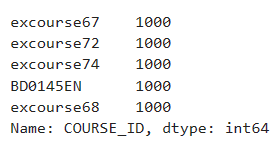 excourse67    1000
excourse72    1000
excourse74    1000
BD0145EN      1000
excourse68    1000
Name: COURSE_ID, dtype: int64